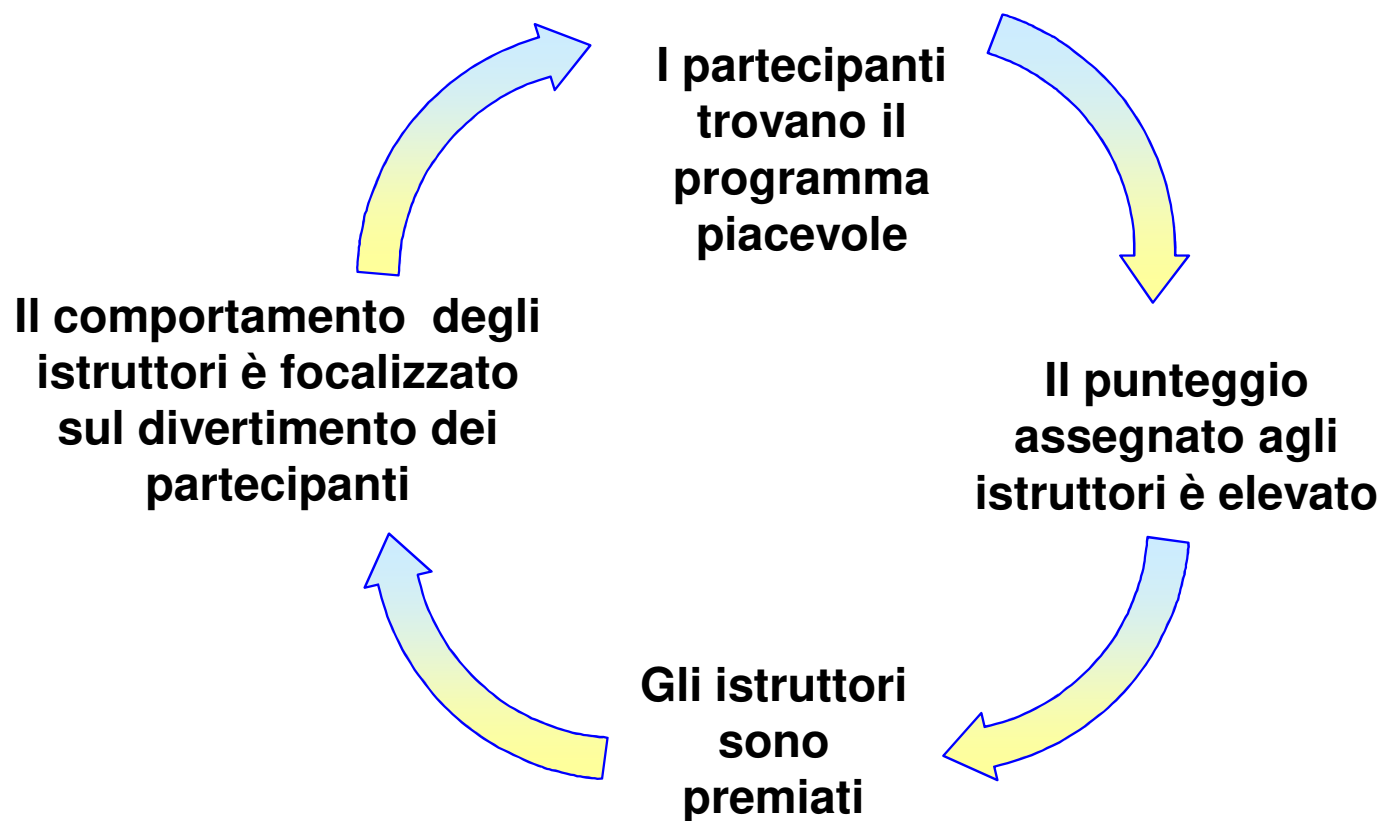 I partecipanti
trovano il
programma
piacevole
Il punteggio
assegnato agli
istruttori è elevato
Gli istruttori
sono
premiati
Il comportamento  degli
istruttori è focalizzato
sul divertimento dei
partecipanti